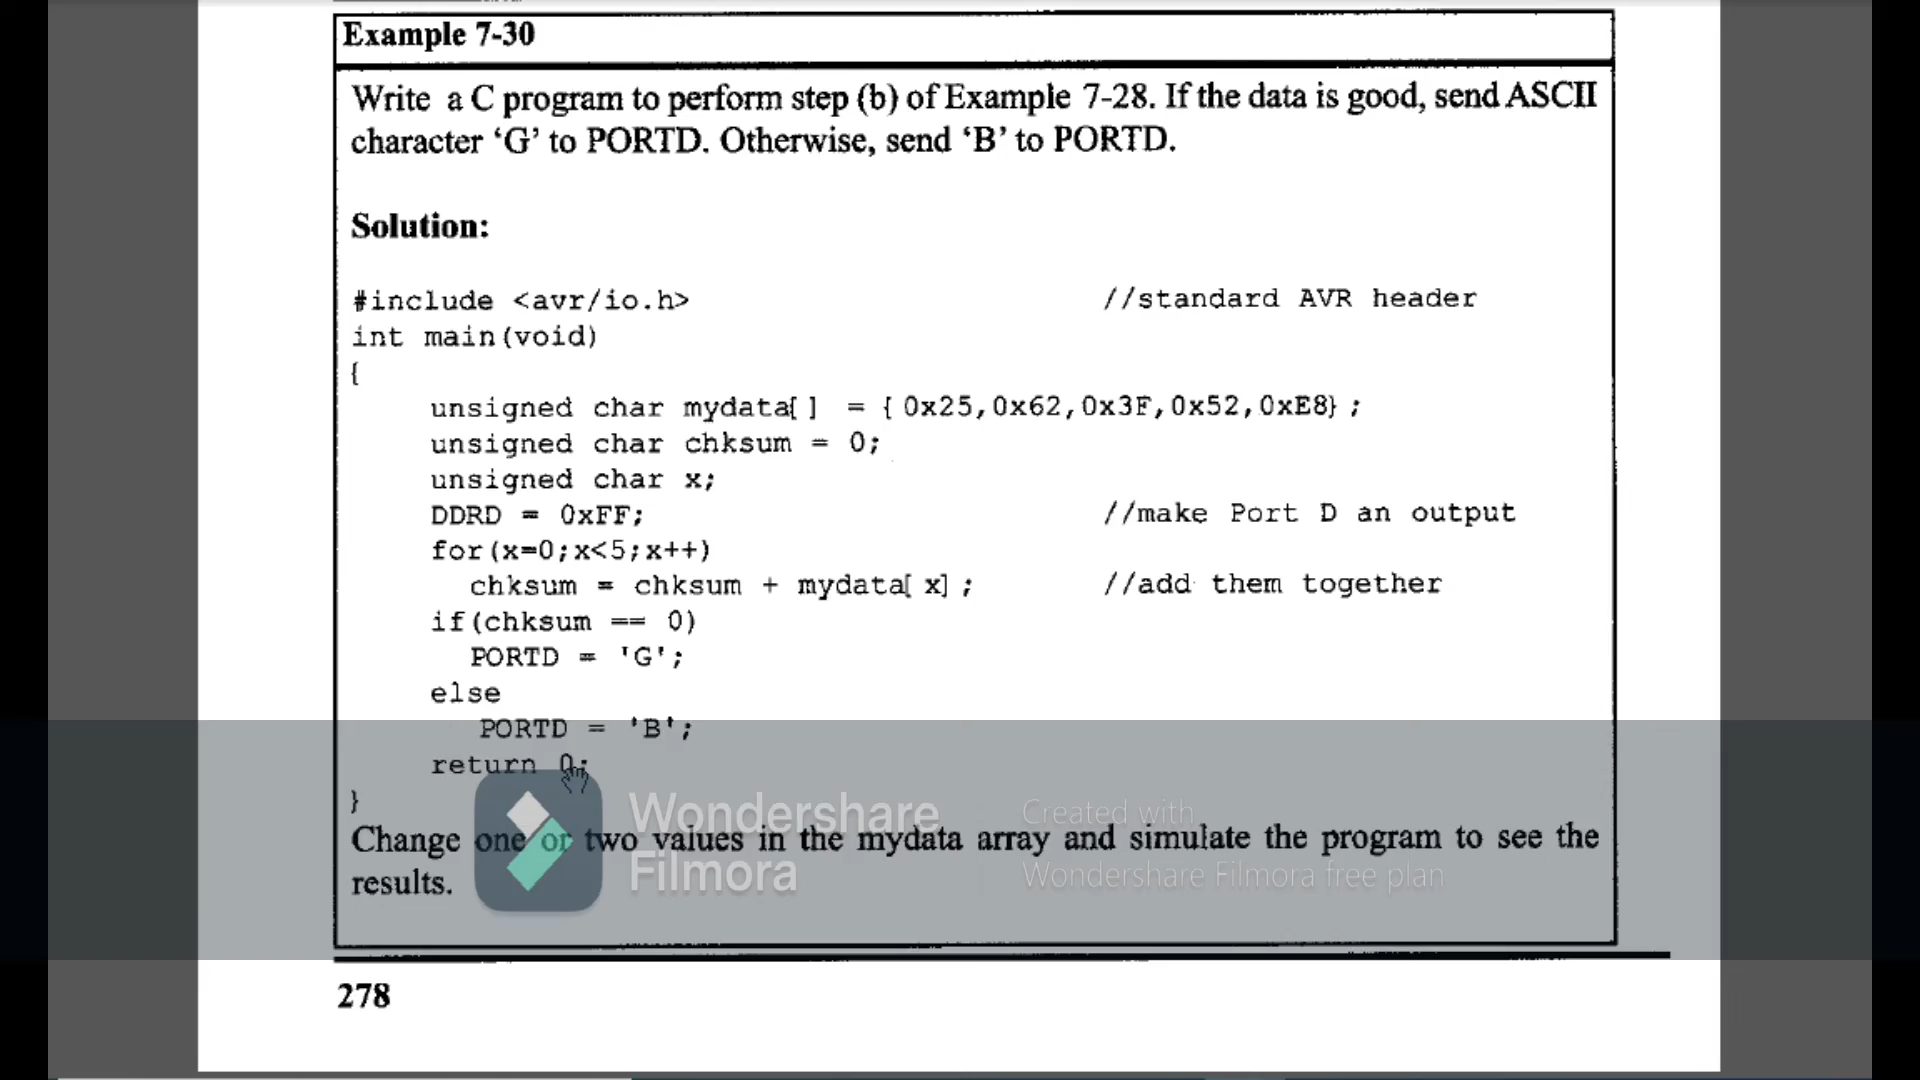 Example 7-30
Write a C program to perform step (b) of Example 7-28. If the data is good, send ASCII
character ‘G’ to PORTD. Otherwise, send ‘B’ to PORTD.
Solution:
#include <avr/io.h> //standard AVR header
int main(void)
{
unsigned char mydata[] = {0x25,0x62,0x3F,0x52,0xE8};
unsigned char chksum = 0;
unsigned char x;
DDRD = 0xFF; //make Port D an output
for(x=0;x<5;x++)
chksum = chksum + mydata[x]; //add them together
if(chksum == 0)
PORTD = 'G';
else
PORTD = 'B';
return 0;
}
Change one or two values in the mydata array and simulate the program to see the
results.
Wondershare
Filmora
Created with
Wondershare Filmora free plan
278